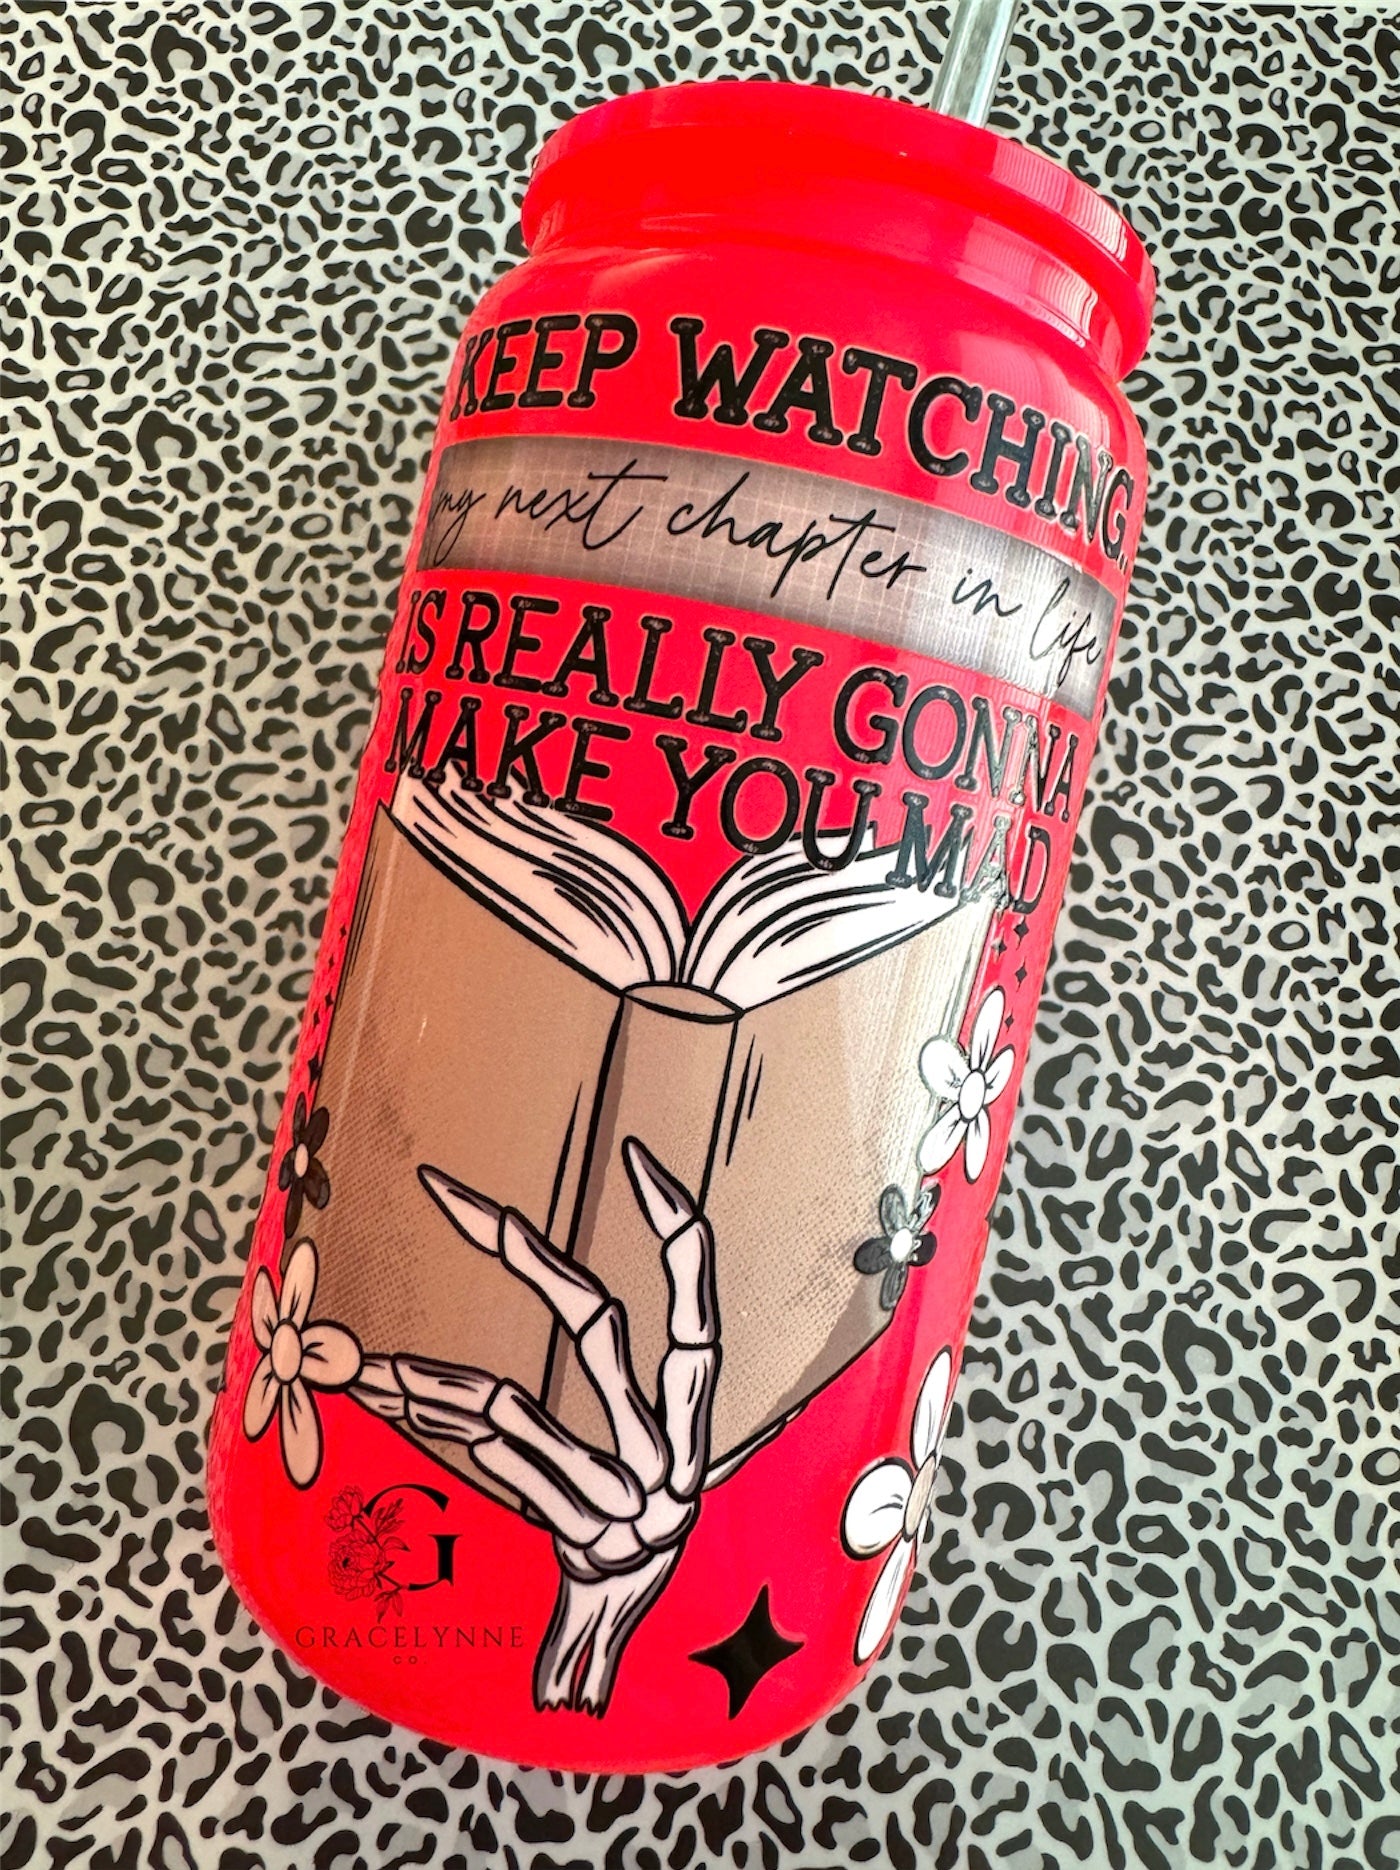 KEEP WATCHING..
my next chapter in life
IS REALLY GONNA
MAKE YOU MAD
G
GRACELYNNE
CO